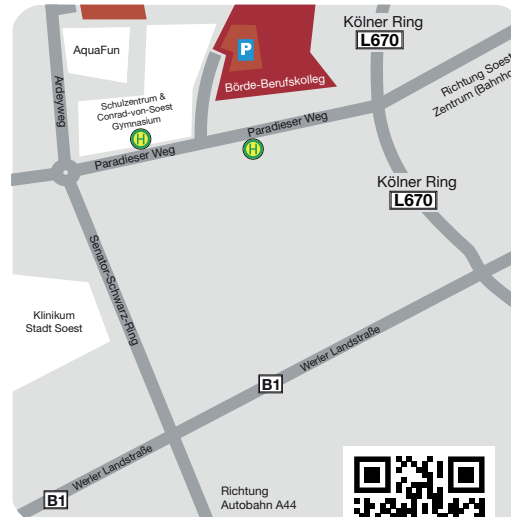 Kölner Ring
L670
AquaFun
P
Börde-Berufskolleg
Ardeyweg
Schulzentrum &
Conrad-von-Soest
Gymnasium
Richtung Soest
Zentrum (Bahnho
H
Paradieser Weg
H
Paradieser Weg
Kölner Ring
L670
Senator-Schwarz-Ring
Klinikum
Stadt Soest
Werler Landstraße
B1
Werler Landstraße
B1
Richtung
Autobahn A44